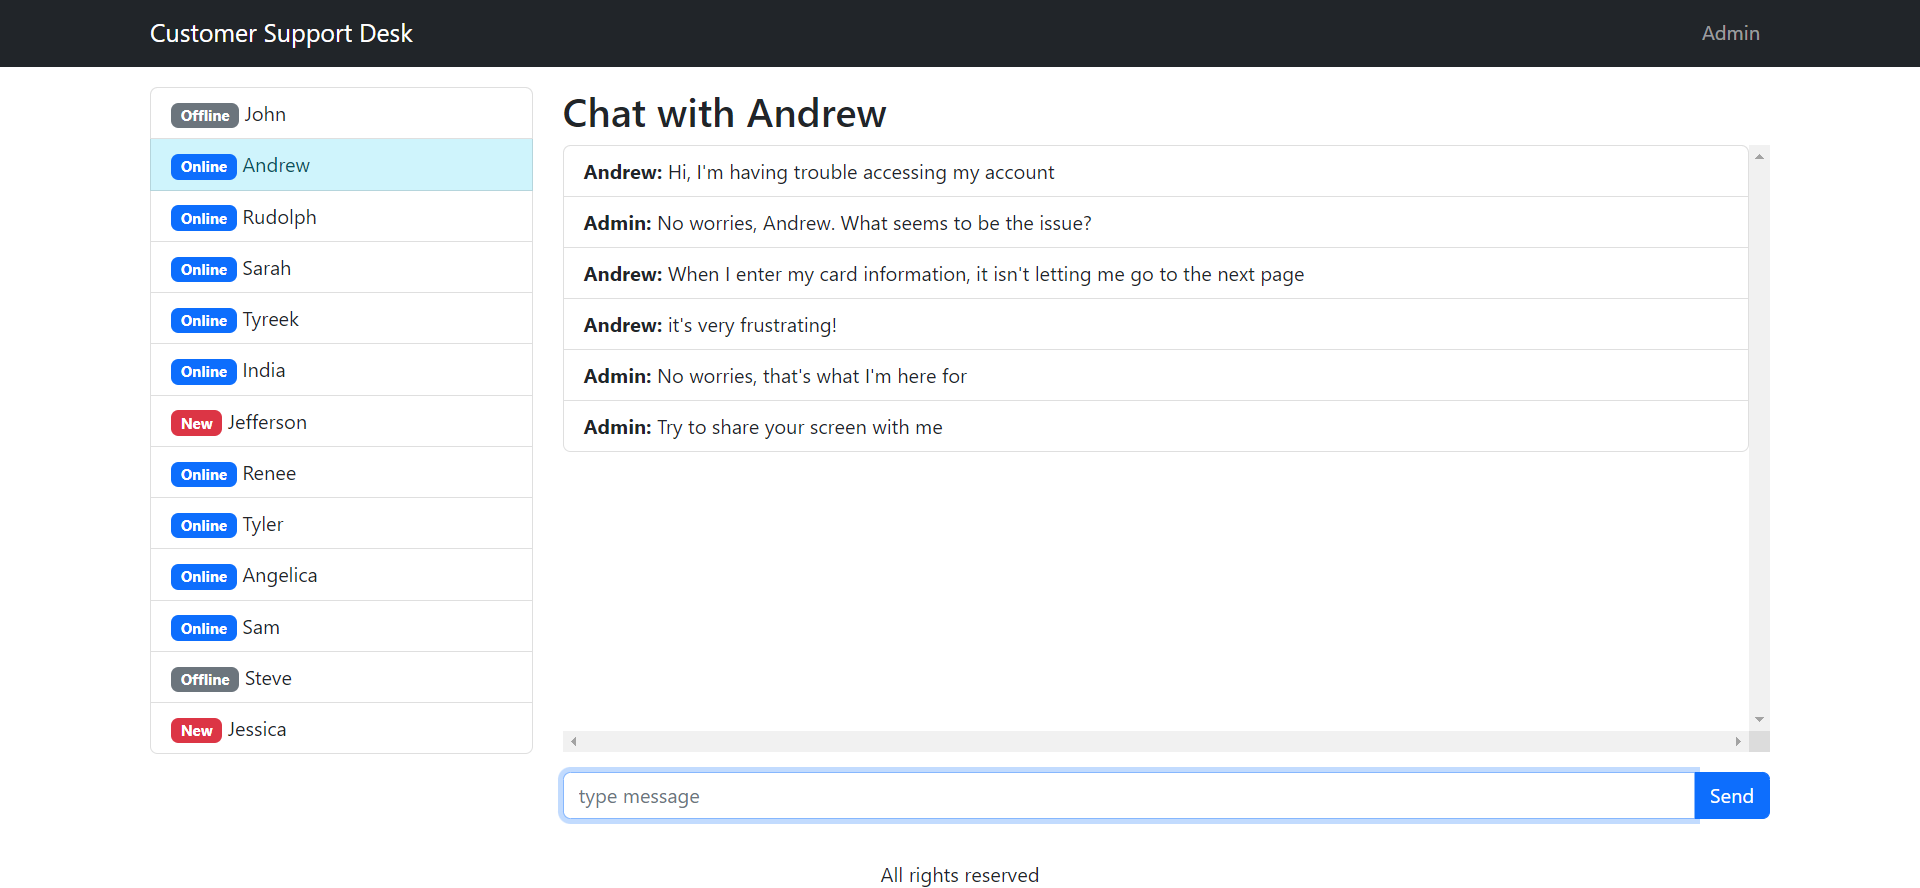 Customer Support Desk
Admin
Offline John
Online Andrew
Online Rudolph
Online Sarah
Online Tyreek
Online India
New Jefferson
Online Renee
Online Tyler
Online Angelica
Online Sam
Offline Steve
New Jessica
Chat with Andrew
Andrew: Hi, I'm having trouble accessing my account
Admin: No worries, Andrew. What seems to be the issue?
Andrew: When I enter my card information, it isn't letting me go to the next page
Andrew: it's very frustrating!
Admin: No worries, that's what I'm here for
Admin: Try to share your screen with me
type message
Send
All rights reserved